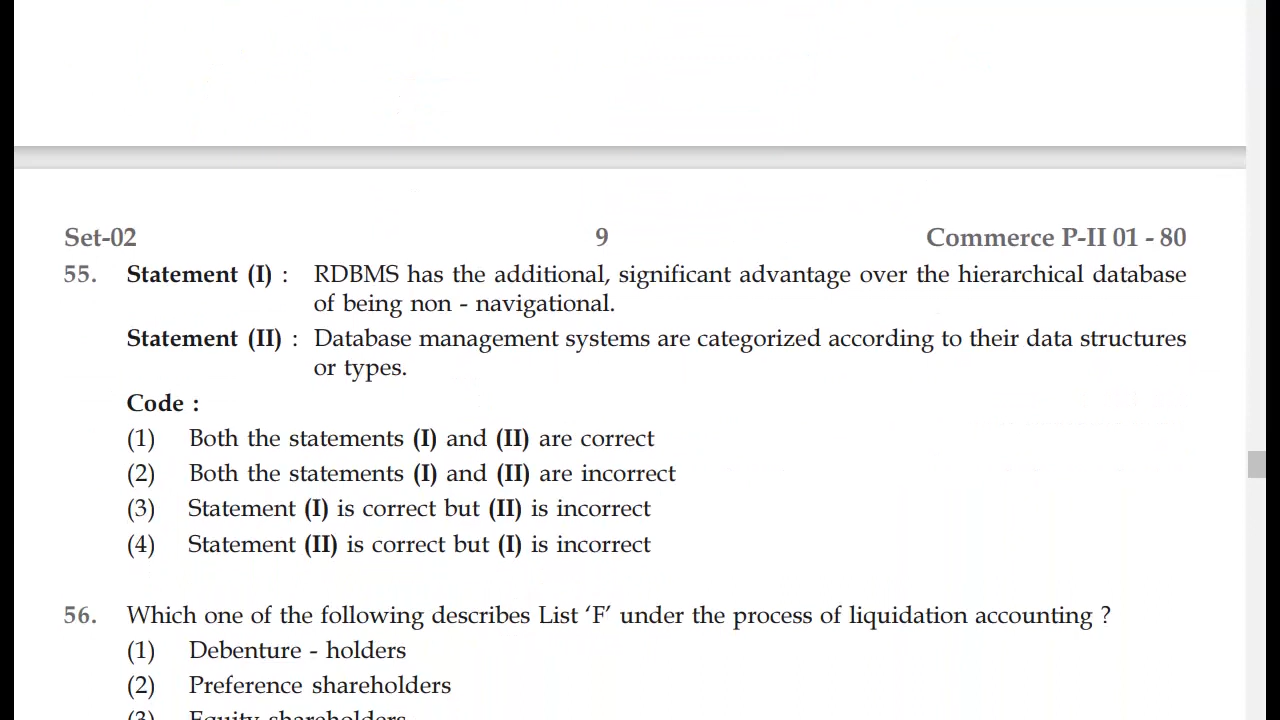 Set-02 9 Commerce P-II 01 - 80
55. Statement (I) : RDBMS has the additional, significant advantage over the hierarchical database
of being non - navigational.
Statement (II) : Database management systems are categorized according to their data structures
or types.
Code :
(1) Both the statements (I) and (II) are correct
(2) Both the statements (I) and (II) are incorrect
(3) Statement (I) is correct but (II) is incorrect
(4) Statement (II) is correct but (I) is incorrect
56. Which one of the following describes List ‘F’ under the process of liquidation accounting ?
(1) Debenture - holders
(2) Preference shareholders
(3) Equity shareholders